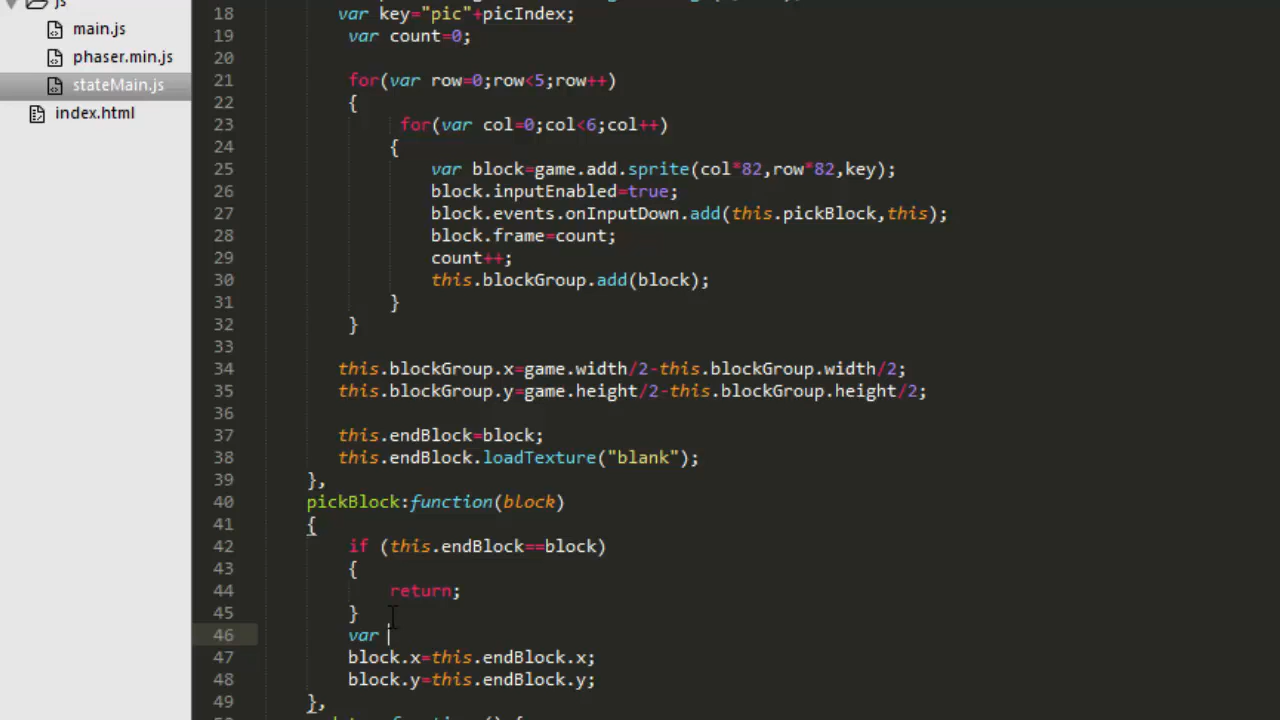 js
main.js
phaser.min.js
stateMain.js
index.html
18 var key="pic"+picIndex;
19 var count=0;
20
21 for(var row=0;row<5;row++)
22 {
23 for(var col=0;col<6;col++)
24 {
25 var block=game.add.sprite(col*82,row*82,key);
26 block.inputEnabled=true;
27 block.events.onInputDown.add(this.pickBlock,this);
28 block.frame=count;
29 count++;
30 this.blockGroup.add(block);
31 }
32 }
33
34 this.blockGroup.x=game.width/2-this.blockGroup.width/2;
35 this.blockGroup.y=game.height/2-this.blockGroup.height/2;
36
37 this.endBlock=block;
38 this.endBlock.loadTexture("blank");
39 },
40 pickBlock:function(block)
41 {
42 if (this.endBlock==block)
43 {
44 return;
45 }
46 var
47 block.x=this.endBlock.x;
48 block.y=this.endBlock.y;
49 },